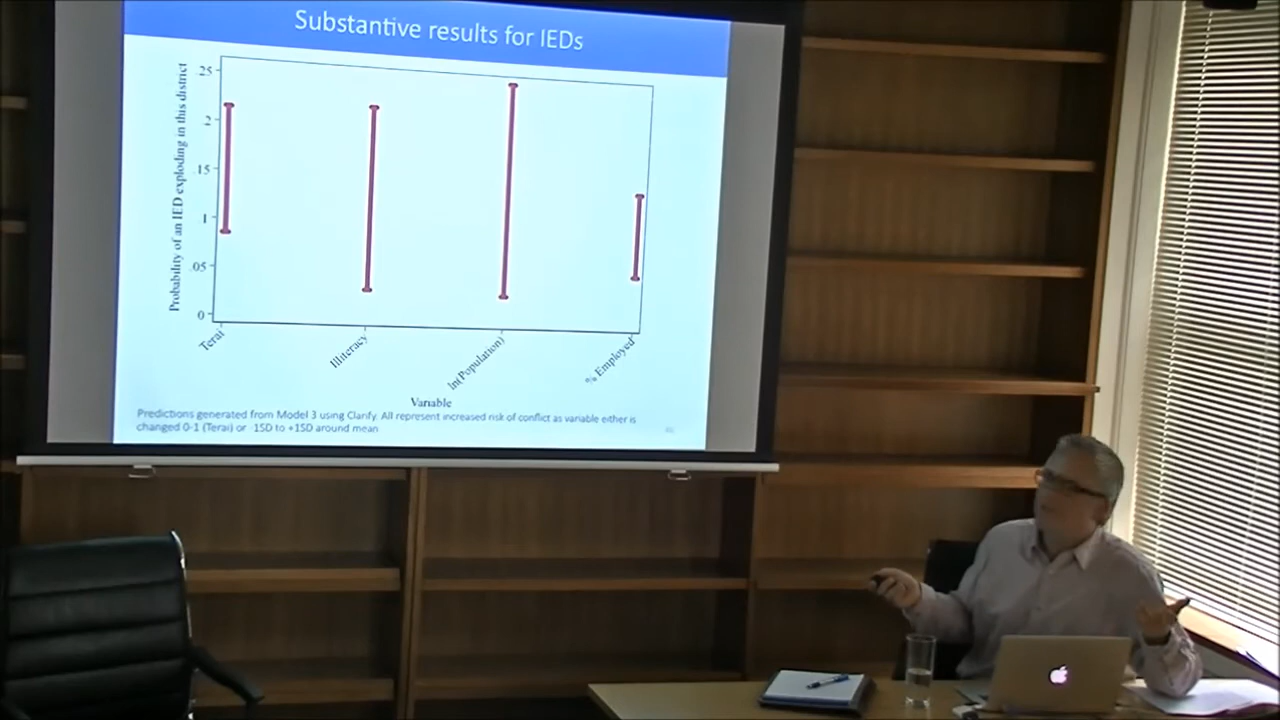 Substantive results for IEDs
Probability of an IED exploding in this district
.25
.2
.15
.1
.05
0
Terai
Illiteracy
ln(Population)
% Employed
Variable
Predictions generated from Model 3 using Clarify. All represent increased risk of conflict as variable either is
changed 0-1 (Terai) or -1SD to +1SD around mean